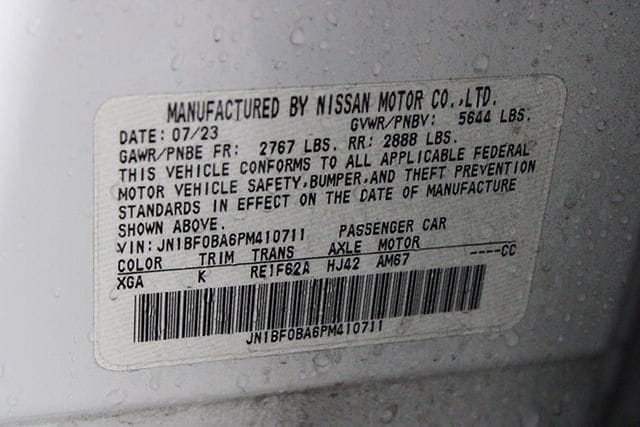 MANUFACTURED BY NISSAN MOTOR CO.,LTD.
DATE: 07/23 GVWR/PNBV: 5644 LBS.
GAWR/PNBE FR: 2767 LBS. RR: 2888 LBS.
THIS VEHICLE CONFORMS TO ALL APPLICABLE FEDERAL
MOTOR VEHICLE SAFETY,BUMPER,AND THEFT PREVENTION
STANDARDS IN EFFECT ON THE DATE OF MANUFACTURE
SHOWN ABOVE.
VIN: JN1BF0BA6PM410711 PASSENGER CAR
COLOR TRIM TRANS AXLE MOTOR
XGA K RE1F62A HJ42 AM67 ----CC
JN1BF0BA6PM410711